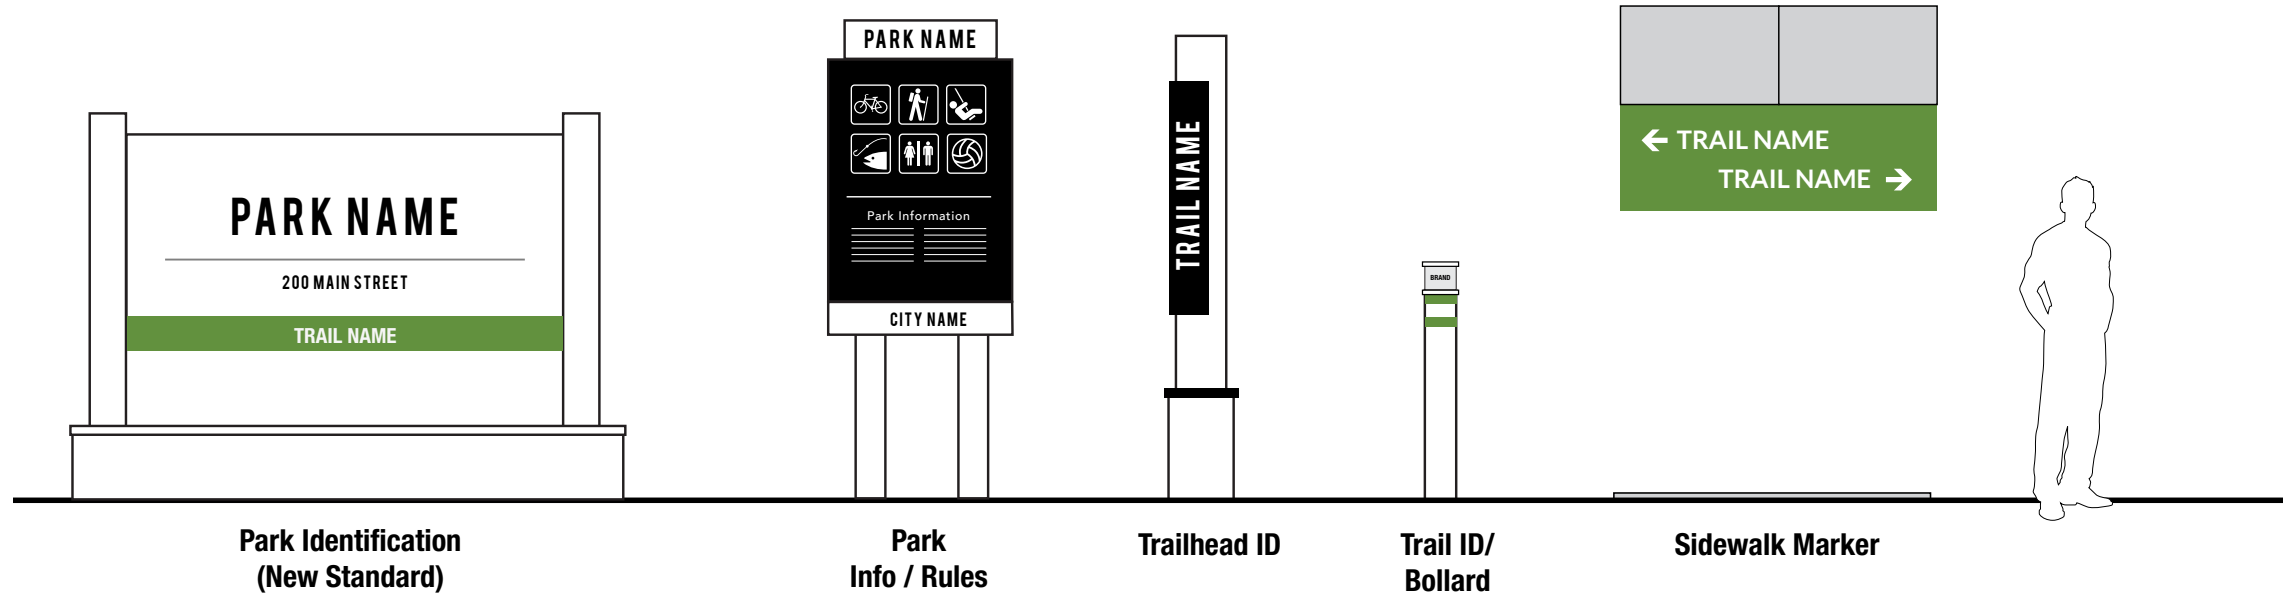 PARK NAME
200 MAIN STREET
TRAIL NAME
PARK NAME
Park Information
CITY NAME
TRAIL NAME
BRAND
TRAIL NAME
TRAIL NAME
Park Identification
(New Standard)
Park
Info / Rules
Trailhead ID
Trail ID/
Bollard
Sidewalk Marker